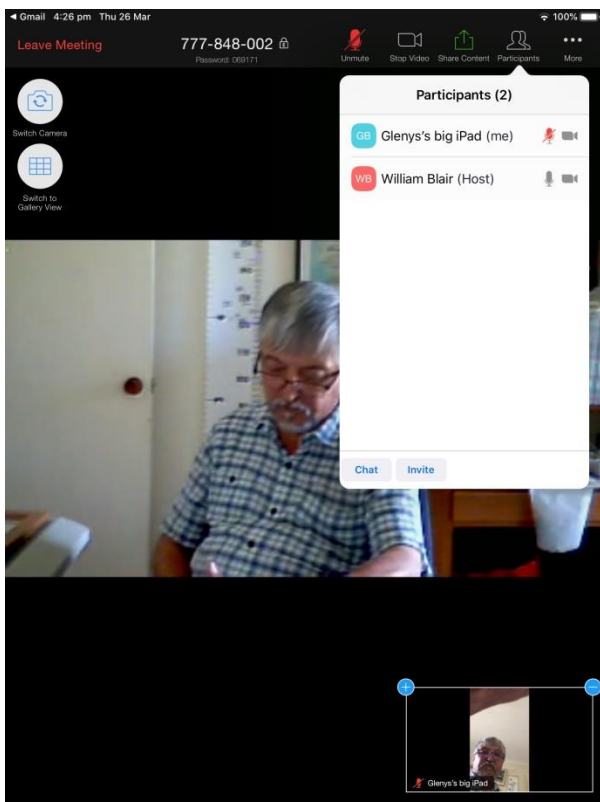 Gmail 4:26 pm Thu 26 Mar 100%
Leave Meeting
777-848-002
Password: 069171
Unmute
Stop Video
Share Content
Participants
More
Switch Camera
Switch to
Gallery View
Participants (2)
GB Glenys's big iPad (me)
WB William Blair (Host)
Chat Invite
Glenys's big iPad